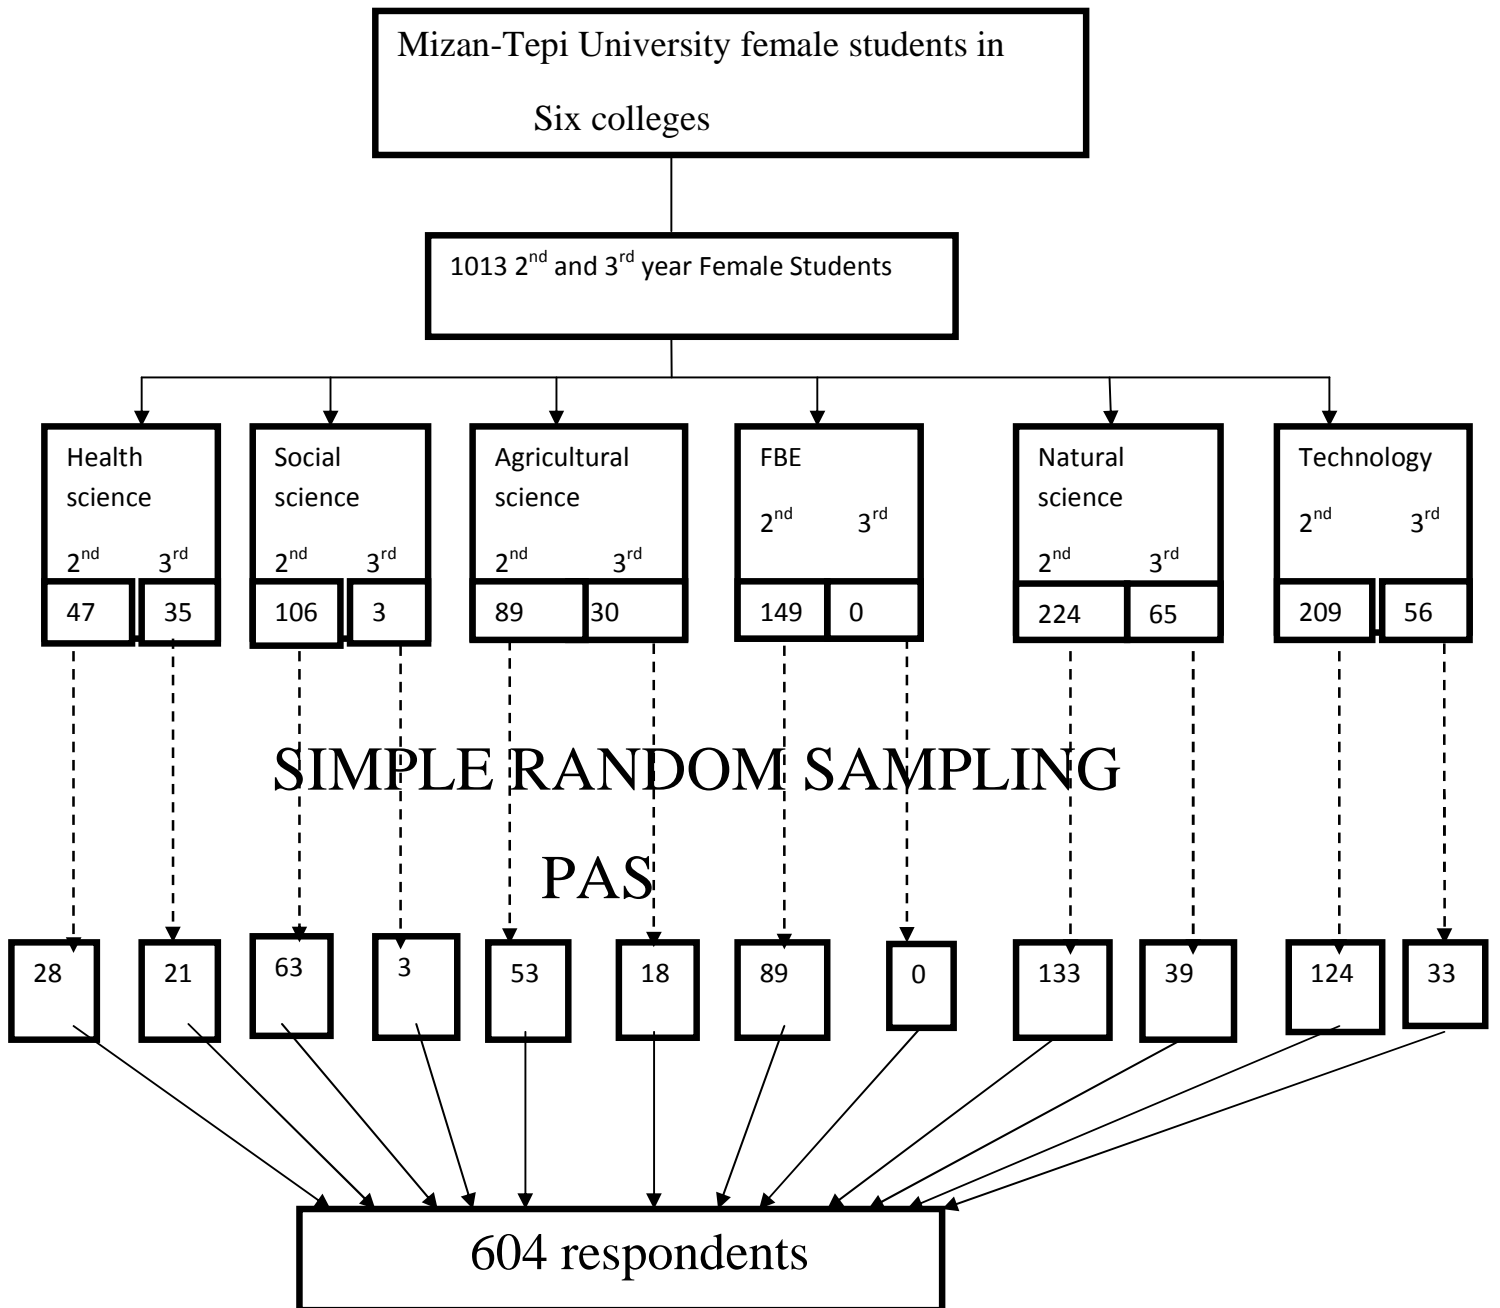 Mizan-Tepi University female students in
Six colleges
1013 2nd and 3rd year Female Students
Health
science
2nd 3rd
47 35
Social
science
2nd 3rd
106 3
Agricultural
science
2nd 3rd
89 30
FBE
2nd 3rd
149 0
Natural
science
2nd 3rd
224 65
Technology
2nd 3rd
209 56
SIMPLE RANDOM SAMPLING
PAS
28 21 63 3 53 18 89 0 133 39 124 33
604 respondents